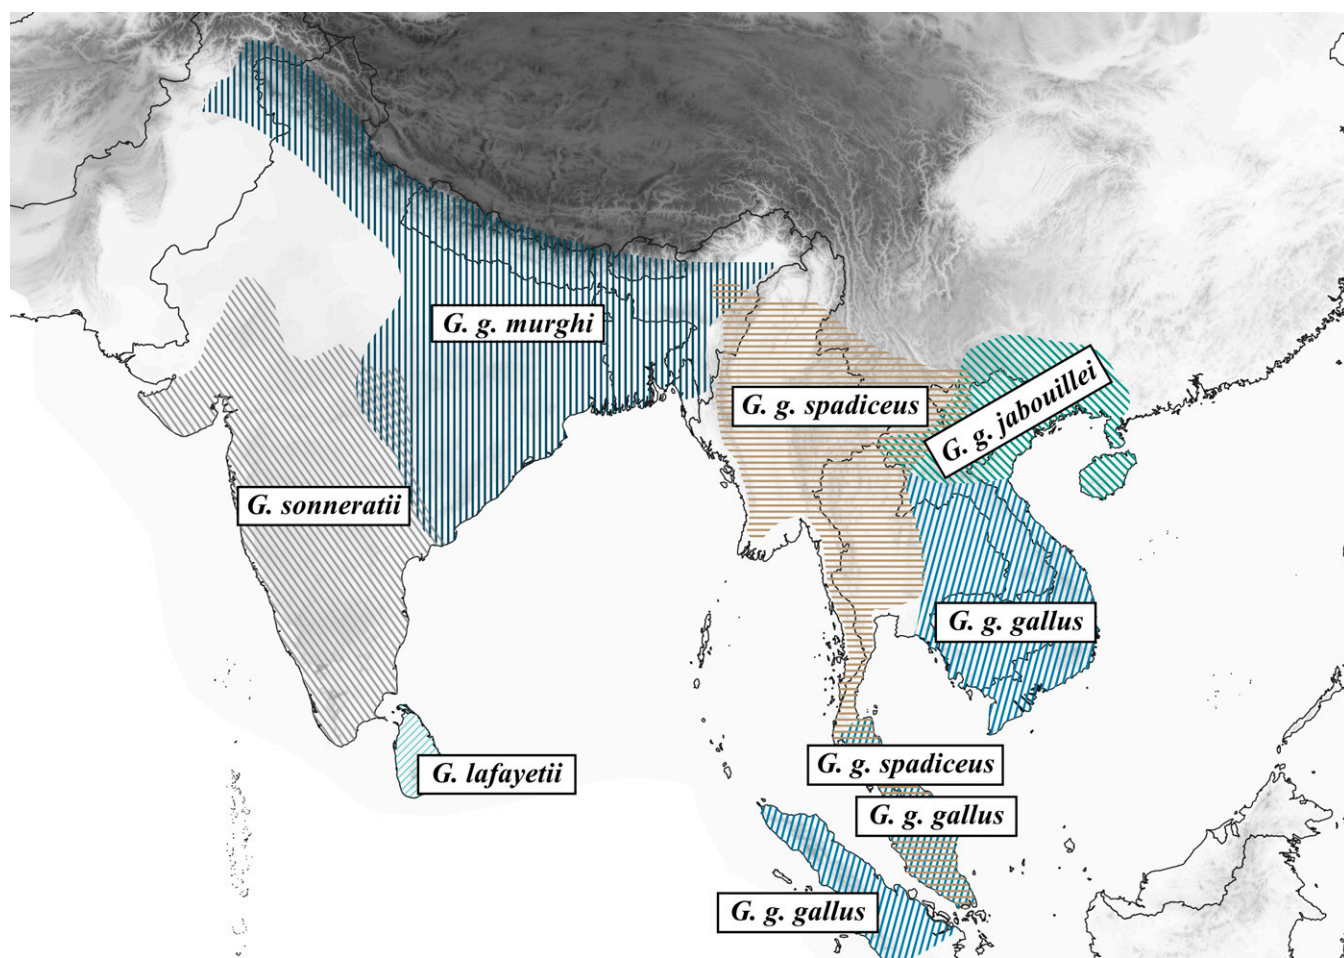 G. g. murghi
G. g. spadiceus
G. g. jabouillei
G. sonneratii
G. g. gallus
G. lafayetii
G. g. spadiceus
G. g. gallus
G. g. gallus